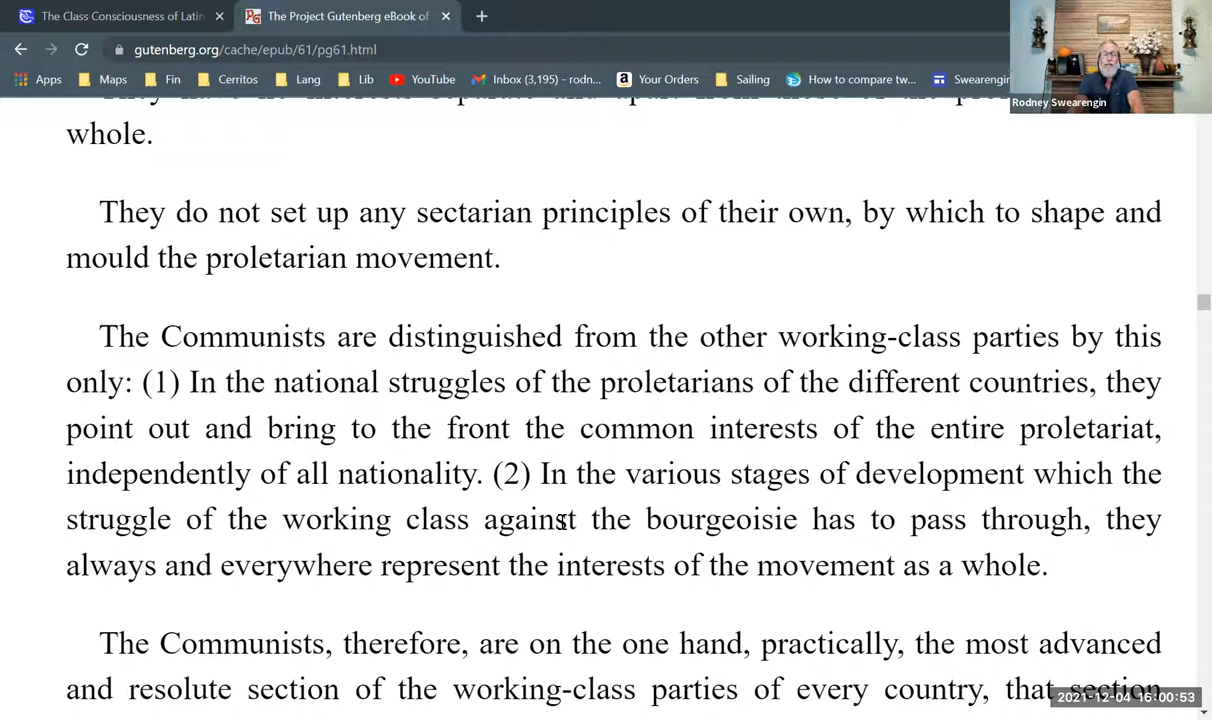 The Class Consciousness of Latin
The Project Gutenberg eBook of
gutenberg.org/cache/epub/61/pg61.html
Apps Maps Fin Cerritos Lang Lib YouTube Inbox (3,195) - rodn... Your Orders Sailing How to compare tw... Swearengin
Rodney Swearengin
whole.
They do not set up any sectarian principles of their own, by which to shape and
mould the proletarian movement.
The Communists are distinguished from the other working-class parties by this
only: (1) In the national struggles of the proletarians of the different countries, they
point out and bring to the front the common interests of the entire proletariat,
independently of all nationality. (2) In the various stages of development which the
struggle of the working class against the bourgeoisie has to pass through, they
always and everywhere represent the interests of the movement as a whole.
The Communists, therefore, are on the one hand, practically, the most advanced
and resolute section of the working-class parties of every country, that section
2021-12-04 16:00:53